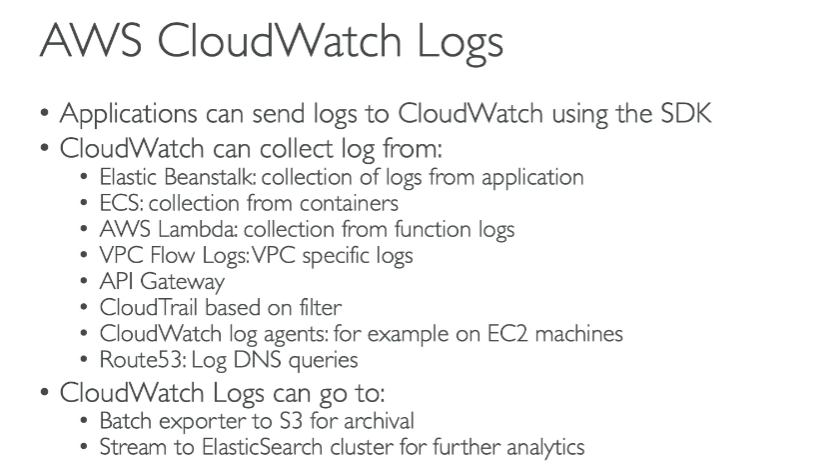 AWS CloudWatch Logs
• Applications can send logs to CloudWatch using the SDK
• CloudWatch can collect log from:
• Elastic Beanstalk: collection of logs from application
• ECS: collection from containers
• AWS Lambda: collection from function logs
• VPC Flow Logs: VPC specific logs
• API Gateway
• CloudTrail based on filter
• CloudWatch log agents: for example on EC2 machines
• Route53: Log DNS queries
• CloudWatch Logs can go to:
• Batch exporter to S3 for archival
• Stream to ElasticSearch cluster for further analytics